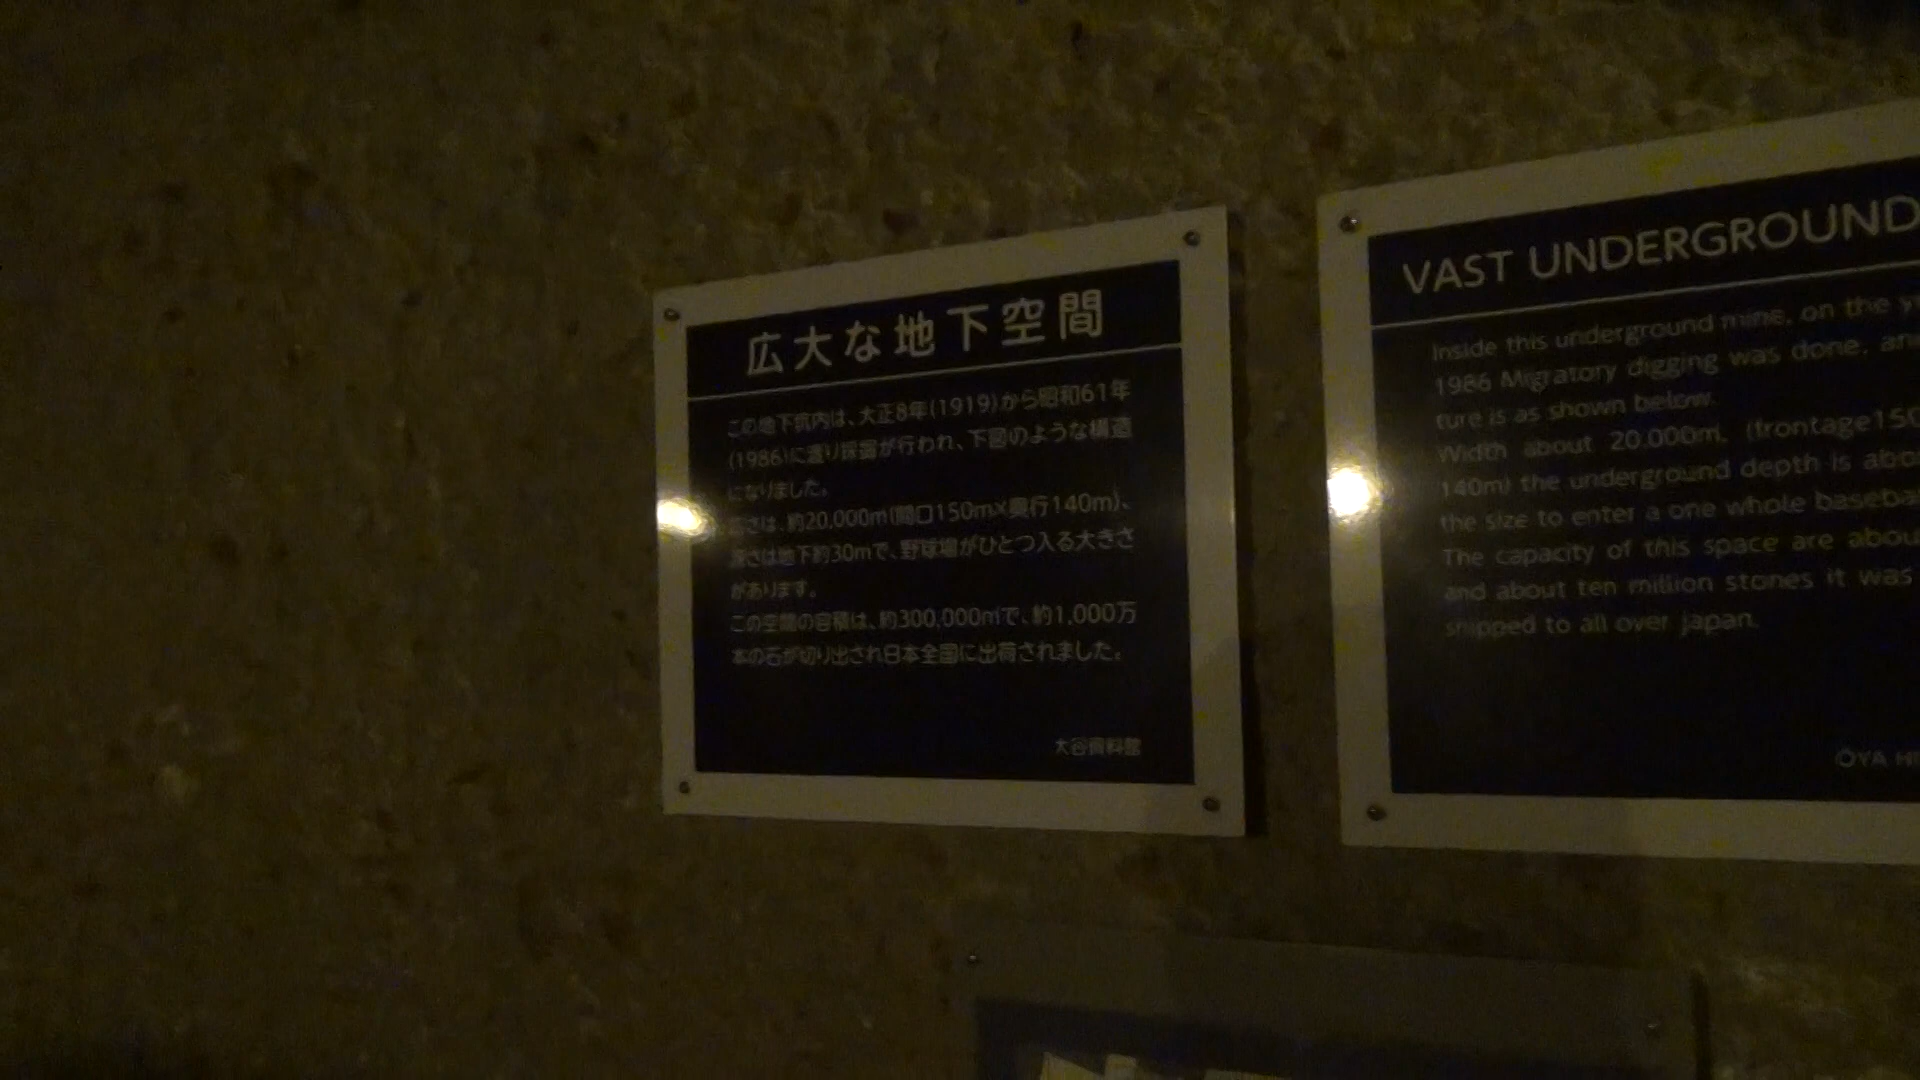 広大な地下空間
この地下坑内は、大正8年(1919)から昭和61年
(1986)に渡り採掘が行われ、下図のような構造
になりました。
広さは、約20,000㎡(間口150m×奥行140m)、
深さは地下約30mで、野球場がひとつ入る大きさ
があります。
この空間の容積は、約300,000㎥で、約1,000万
本の石が切り出され日本全国に出荷されました。
大谷資料館
VAST UNDERGROUND
Inside this underground mine, on the
1986 Migratory digging was done, and
ture is as shown below.
Width about 20.000㎡, (frontage150
140m) the underground depth is
the size to enter a one whole
The capacity of this space are
and about ten million stones it was
shipped to all over japan.
OYA